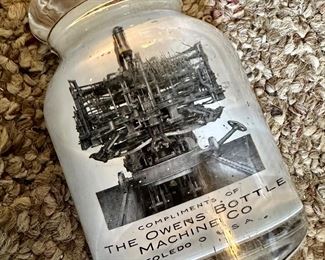 COMPLIMENTS OF
THE OWENS BOTTLE
MACHINE CO
TOLEDO O. U.S.A.